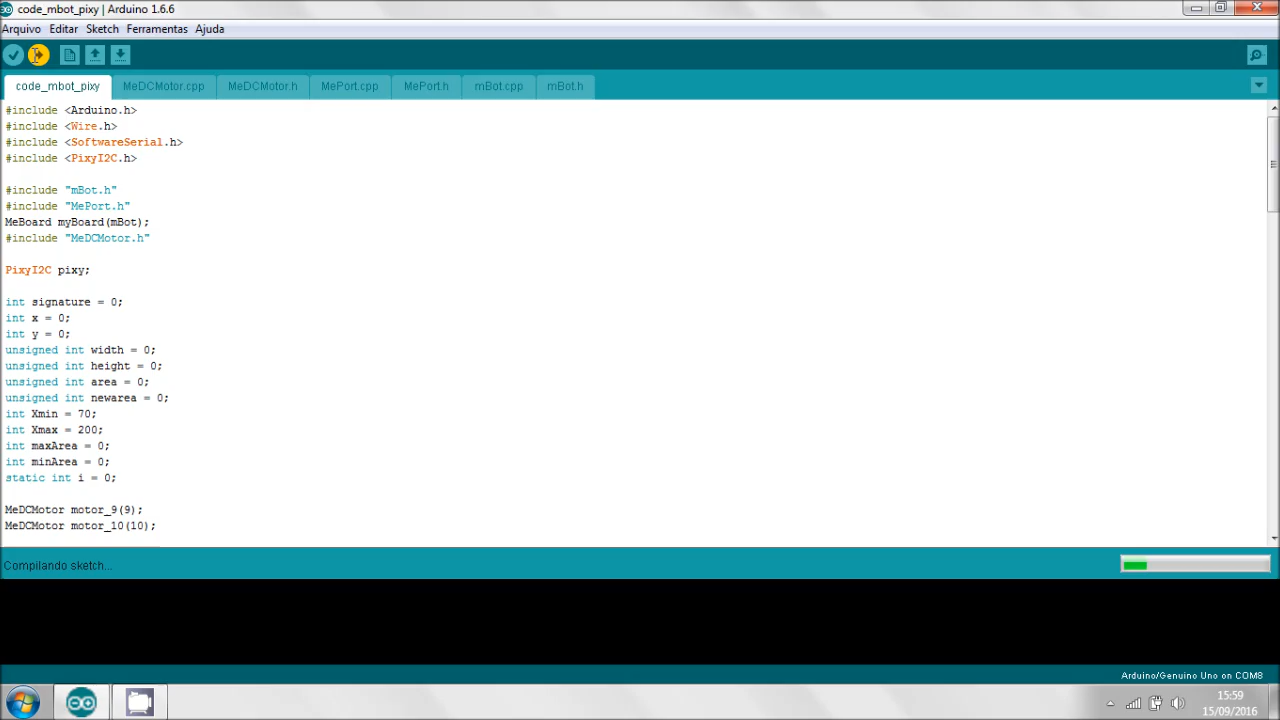 code_mbot_pixy | Arduino 1.6.6
Arquivo Editar Sketch Ferramentas Ajuda
code_mbot_pixy MeDCMotor.cpp MeDCMotor.h MePort.cpp MePort.h mBot.cpp mBot.h
#include <Arduino.h>
#include <Wire.h>
#include <SoftwareSerial.h>
#include <PixyI2C.h>
#include "mBot.h"
#include "MePort.h"
MeBoard myBoard(mBot);
#include "MeDCMotor.h"
PixyI2C pixy;
int signature = 0;
int x = 0;
int y = 0;
unsigned int width = 0;
unsigned int height = 0;
unsigned int area = 0;
unsigned int newarea = 0;
int Xmin = 70;
int Xmax = 200;
int maxArea = 0;
int minArea = 0;
static int i = 0;
MeDCMotor motor_9(9);
MeDCMotor motor_10(10);
Compilando sketch...
Arduino/Genuino Uno on COM8
15:59
15/09/2016